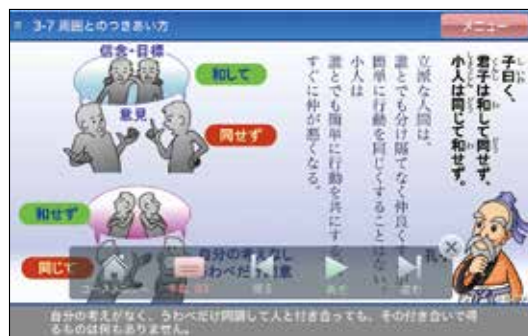 3-7 周囲とのつきあい方
メニュー
子曰く、
君子は和して同ぜず、
小人は同じて和せず。
立派な人間は、
誰とでも分け隔てなく仲良く
簡単に行動を同じくすることはない。
小人は
誰とでも簡単に行動を共にする
すぐに仲が悪くなる。
信念・目標
和して
意見
同ぜず
和せず
同じて
自分の考えなし
うわべだけ同意
自分の考えがなく、うわべだけ同調して人と付き合っても、その付き合いで得
るものは何もありません。